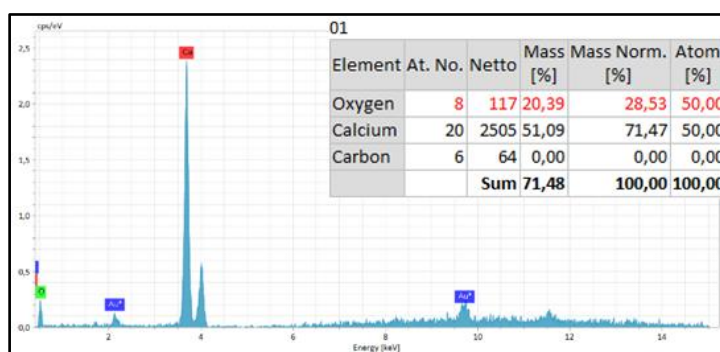 cps/eV
01
Element At. No. Netto Mass [%] Mass Norm. [%] Atom [%]
Oxygen 8 117 20,39 28,53 50,00
Calcium 20 2505 51,09 71,47 50,00
Carbon 6 64 0,00 0,00 0,00
Sum 71,48 100,00 100,00
2,5
2,0
1,5
1,0
0,5
0,0
Ca
O
Au*
Au*
2 4 6 8 10 12 14
Energy [keV]